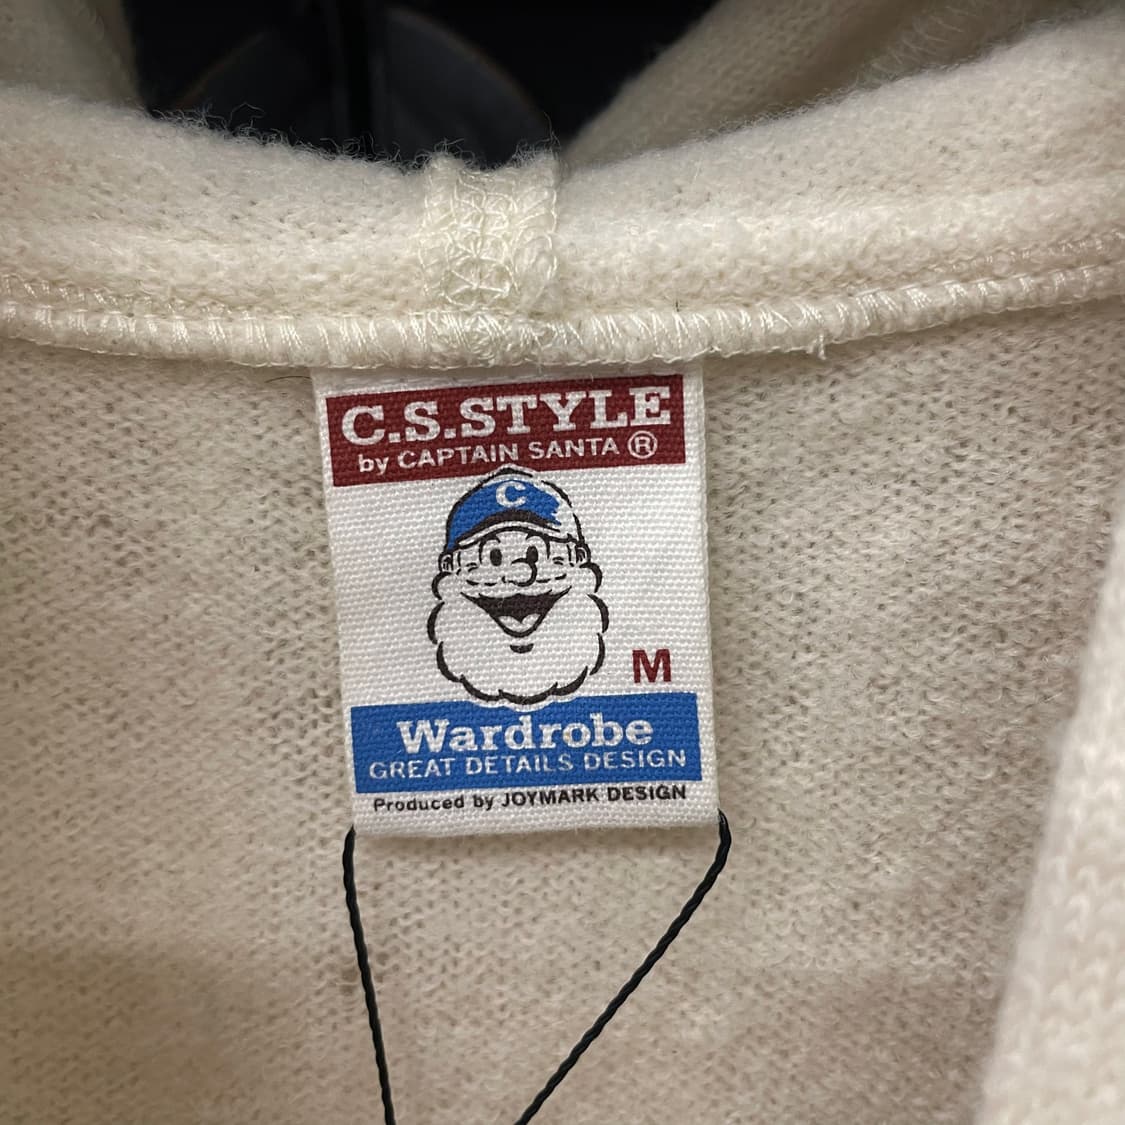 C.S.STYLE
by CAPTAIN SANTA ®
C
M
Wardrobe
GREAT DETAILS DESIGN
Produced by JOYMARK DESIGN